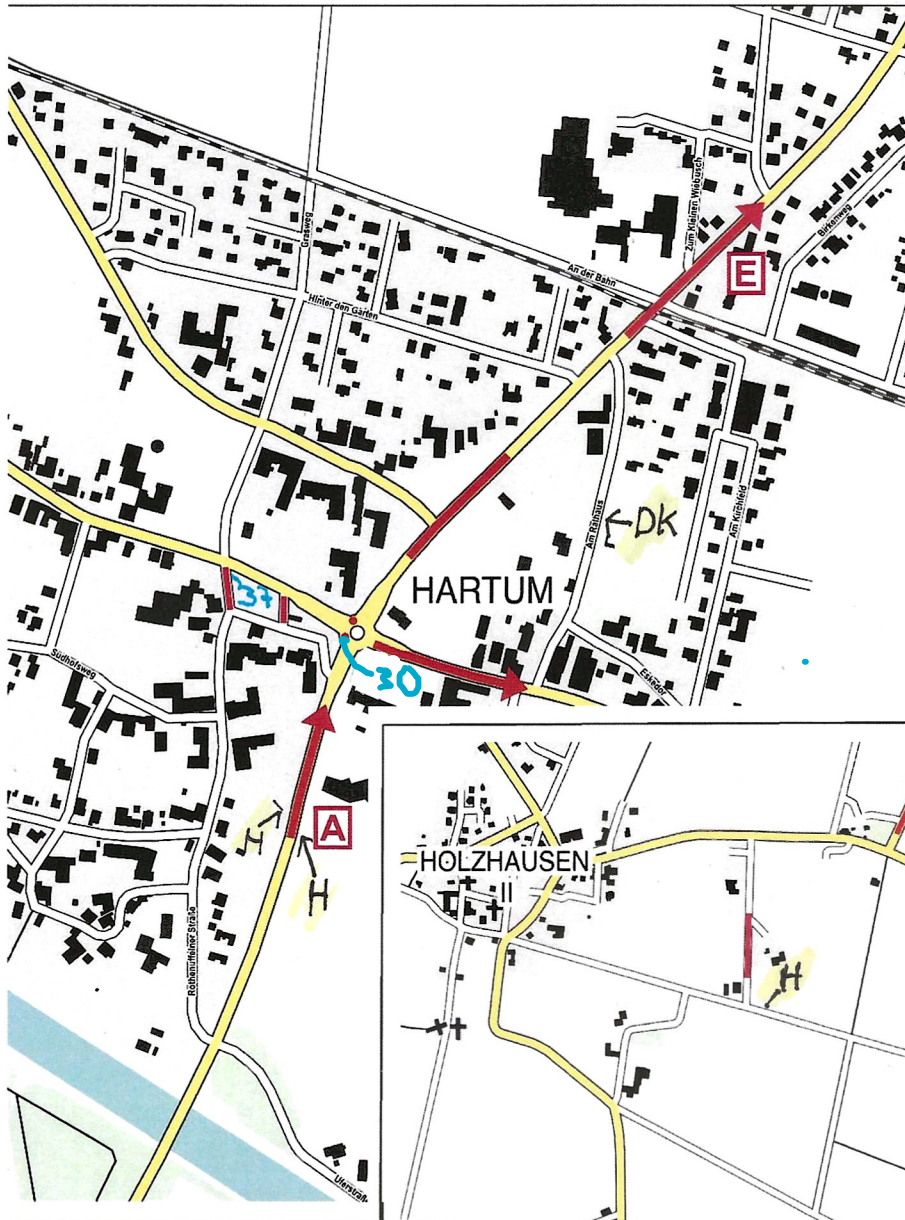 Zum Kleinen Wiebusch
Birkenweg
Grasweg
An der Bahn
E
Hinter den Gärten
Am Rathaus
DK
Am Kirchfeld
HARTUM
37
30
Südhofsweg
Eskedor
H
A
H
Röthenuffelner Straße
Uferstraße
HOLZHAUSEN
II
H